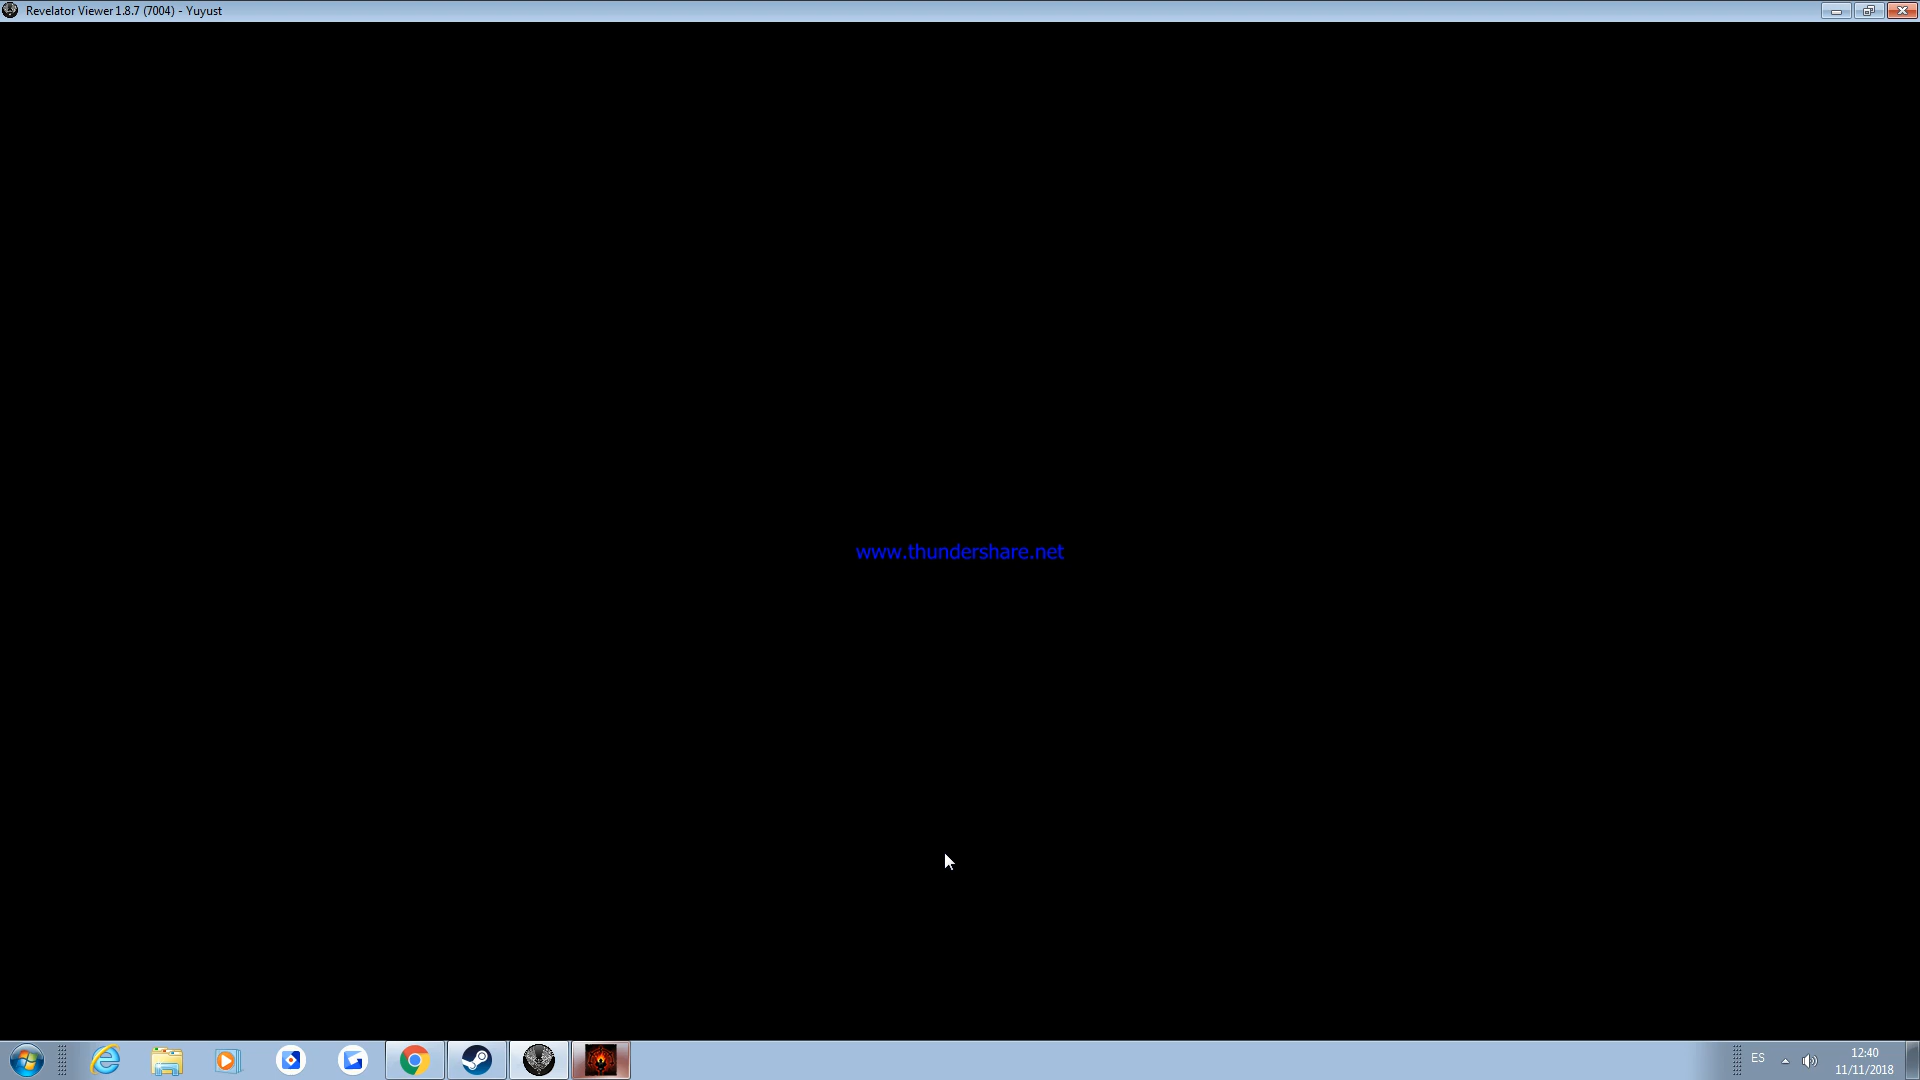 Revelator Viewer 1.8.7 (7004) - Yuyust
www.thundershare.net
ES
12:40
11/11/2018